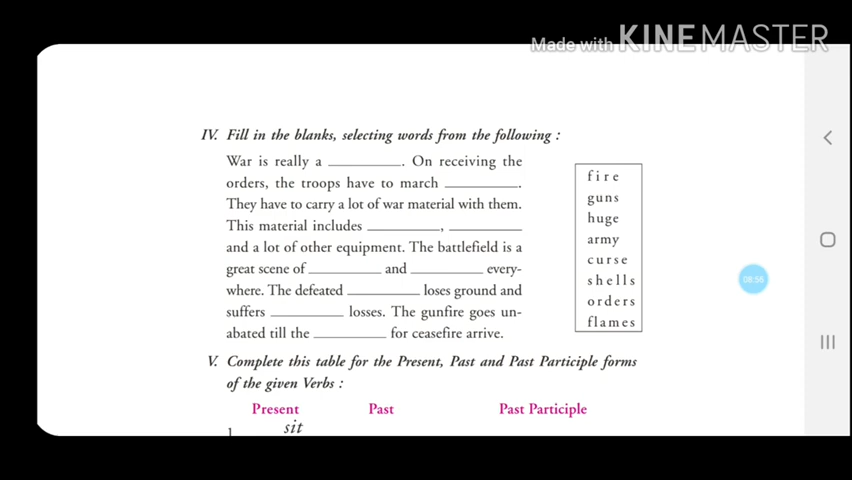 Made with KINEMASTER
IV. Fill in the blanks, selecting words from the following :
War is really a __________. On receiving the
orders, the troops have to march __________.
They have to carry a lot of war material with them.
This material includes __________, __________
and a lot of other equipment. The battlefield is a
great scene of __________ and __________ every-
where. The defeated __________ loses ground and
suffers __________ losses. The gunfire goes un-
abated till the __________ for ceasefire arrive.
fire
guns
huge
army
curse
shells
orders
flames
08:56
V. Complete this table for the Present, Past and Past Participle forms
of the given Verbs :
Present Past Past Participle
1 sit